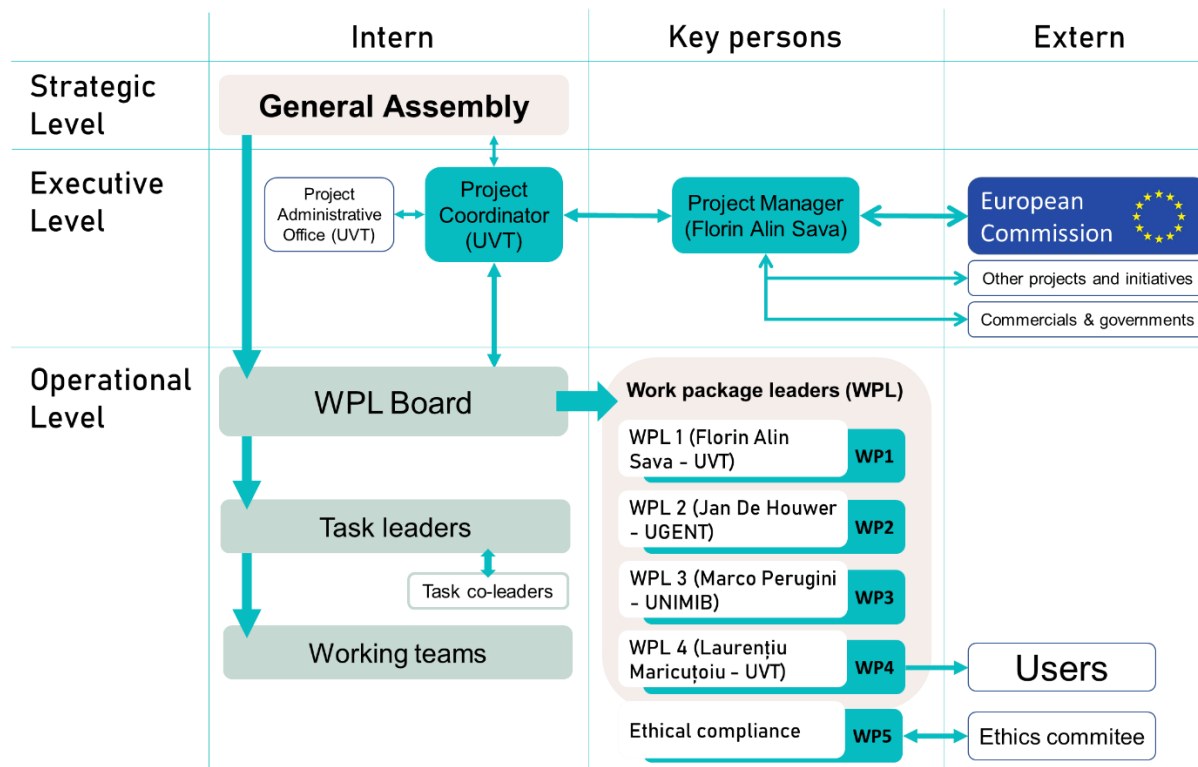 Intern
Key persons
Extern
Strategic
Level
General Assembly
Executive
Level
Project
Administrative
Office (UVT)
Project
Coordinator
(UVT)
Project Manager
(Florin Alin Sava)
European
Commission
Other projects and initiatives
Commercials & governments
Operational
Level
WPL Board
Work package leaders (WPL)
WPL 1 (Florin Alin
Sava - UVT)
WP1
WPL 2 (Jan De Houwer
- UGENT)
WP2
Task leaders
Task co-leaders
WPL 3 (Marco Perugini
- UNIMIB)
WP3
Working teams
WPL 4 (Laurențiu
Maricuțoiu - UVT)
WP4
Users
Ethical compliance
WP5
Ethics commitee